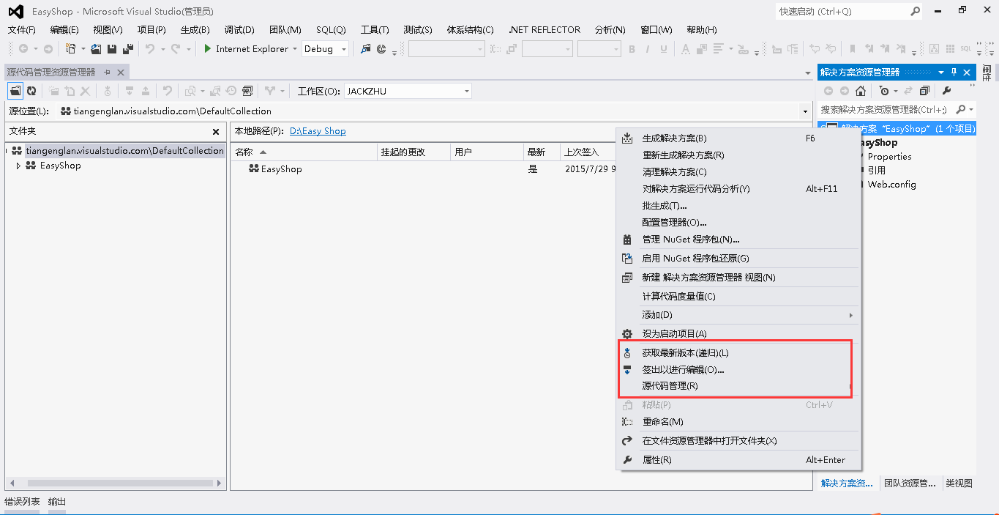 EasyShop - Microsoft Visual Studio(管理员)
快速启动 (Ctrl+Q)
文件(F) 编辑(E) 视图(V) 项目(P) 生成(B) 调试(D) 团队(M) SQL(Q) 工具(T) 测试(S) 体系结构(C) .NET REFLECTOR 分析(N) 窗口(W) 帮助(H)
Internet Explorer Debug
B I U A SQL
源代码管理资源管理器
工作区(O): JACKZHU
源位置(L): tiangenglan.visualstudio.com\DefaultCollection
文件夹
tiangenglan.visualstudio.com\DefaultCollection
EasyShop
本地路径(P): D:\Easy Shop
名称 挂起的更改 用户 最新 上次签入
EasyShop 是 2015/7/29 9
生成解决方案(B) F6
重新生成解决方案(R)
清理解决方案(C)
对解决方案运行代码分析(Y) Alt+F11
批生成(T)...
配置管理器(O)...
管理 NuGet 程序包(N)...
启用 NuGet 程序包还原(G)
新建 解决方案资源管理器 视图(N)
计算代码度量值(C)
添加(D)
设为启动项目(A)
获取最新版本(递归)(L)
签出以进行编辑(O)...
源代码管理(R)
粘贴(P) Ctrl+V
重命名(M)
在文件资源管理器中打开文件夹(X)
属性(R) Alt+Enter
解决方案资源管理器
搜索解决方案资源管理器(Ctrl+;)
解决方案 "EasyShop" (1 个项目)
asyShop
Properties
引用
Web.config
解决方案资... 团队资源管... 类视图
属性
错误列表 输出